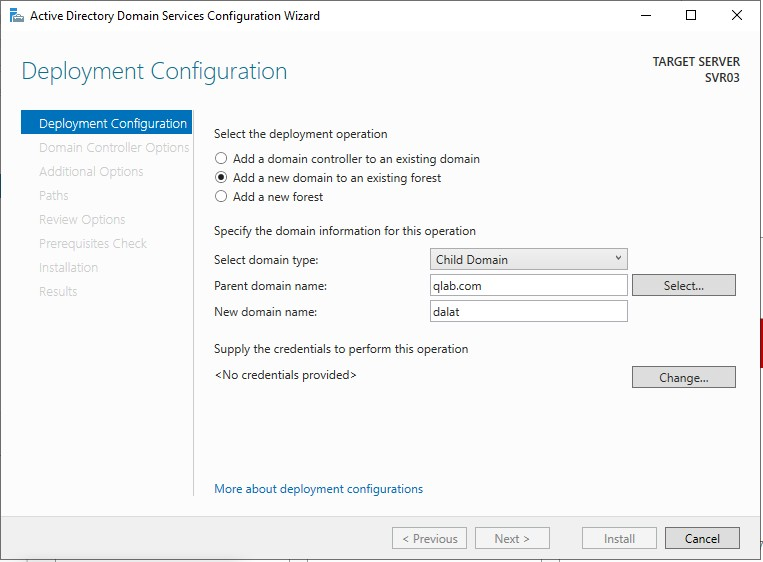 Active Directory Domain Services Configuration Wizard
Deployment Configuration
TARGET SERVER
SVR03
Deployment Configuration
Domain Controller Options
Additional Options
Paths
Review Options
Prerequisites Check
Installation
Results
Select the deployment operation
Add a domain controller to an existing domain
Add a new domain to an existing forest
Add a new forest
Specify the domain information for this operation
Select domain type: Child Domain
Parent domain name: qlab.com Select...
New domain name: dalat
Supply the credentials to perform this operation
<No credentials provided> Change...
More about deployment configurations
< Previous Next > Install Cancel